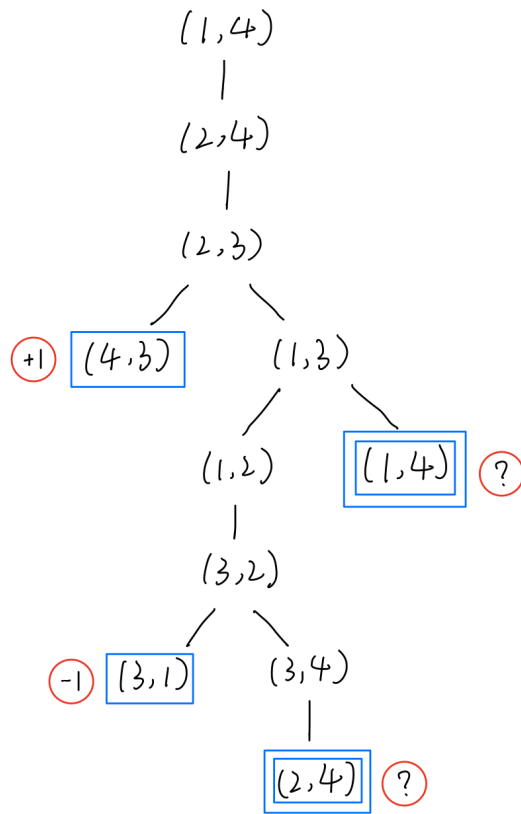 (1,4)
(2,4)
(2,3)
+1 (4,3) (1,3)
(1,2) (1,4) ?
(3,2)
-1 (3,1) (3,4)
(2,4) ?